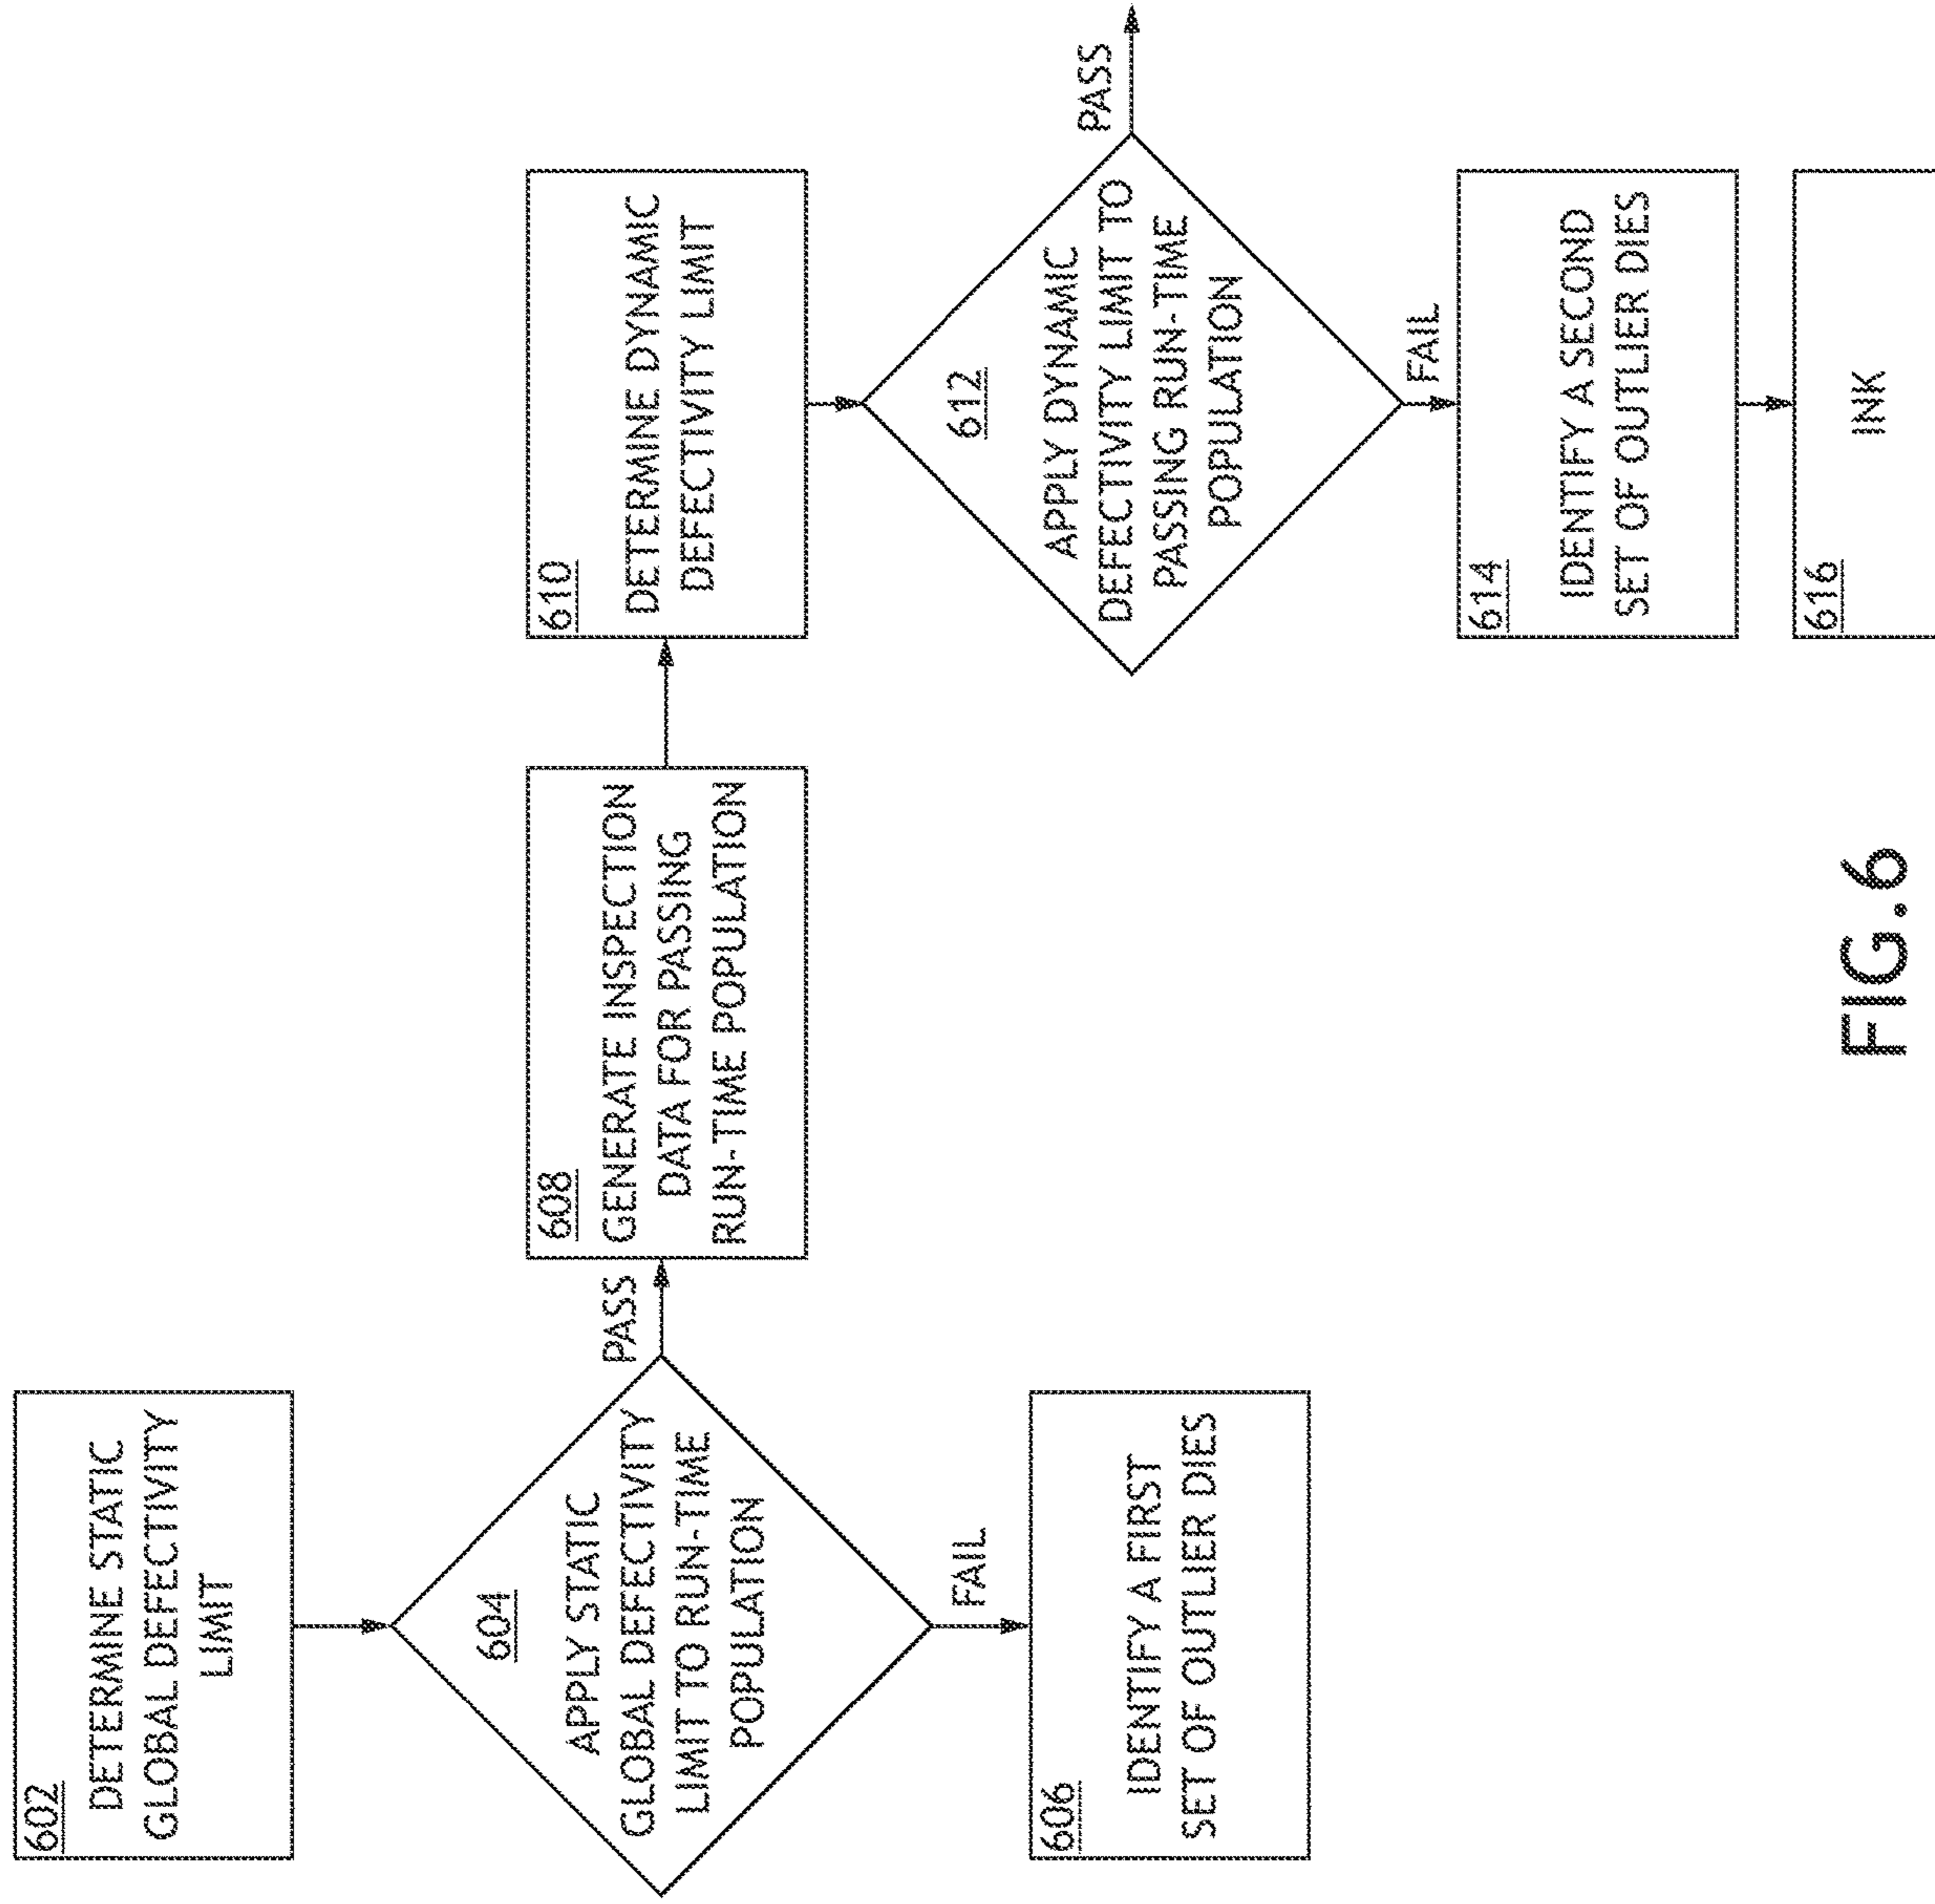 602
DETERMINE STATIC
GLOBAL DEFECTIVITY
LIMIT
604
APPLY STATIC
GLOBAL DEFECTIVITY
LIMIT TO RUN-TIME
POPULATION
PASS
FAIL
606
IDENTIFY A FIRST
SET OF OUTLIER DIES
608
GENERATE INSPECTION
DATA FOR PASSING
RUN-TIME POPULATION
610
DETERMINE DYNAMIC
DEFECTIVITY LIMIT
612
APPLY DYNAMIC
DEFECTIVITY LIMIT TO
PASSING RUN-TIME
POPULATION
PASS
FAIL
614
IDENTIFY A SECOND
SET OF OUTLIER DIES
616
INK
FIG.6